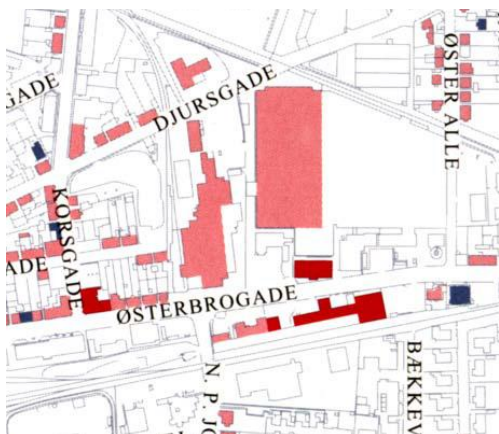 GADE
DJURSGADE
ØSTER ALLE
KORSGADE
ADE
ØSTERBROGADE
N. P. JO
BÆKKEV